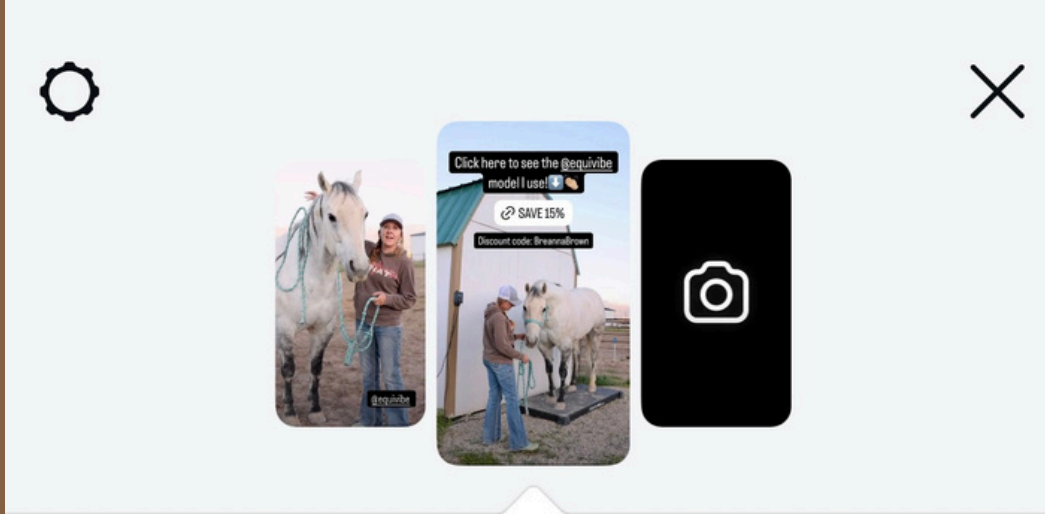 Click here to see the @equivibe
model I use!⬇️👏🏼
SAVE 15%
Discount code: BreannaBrown
@equivibe